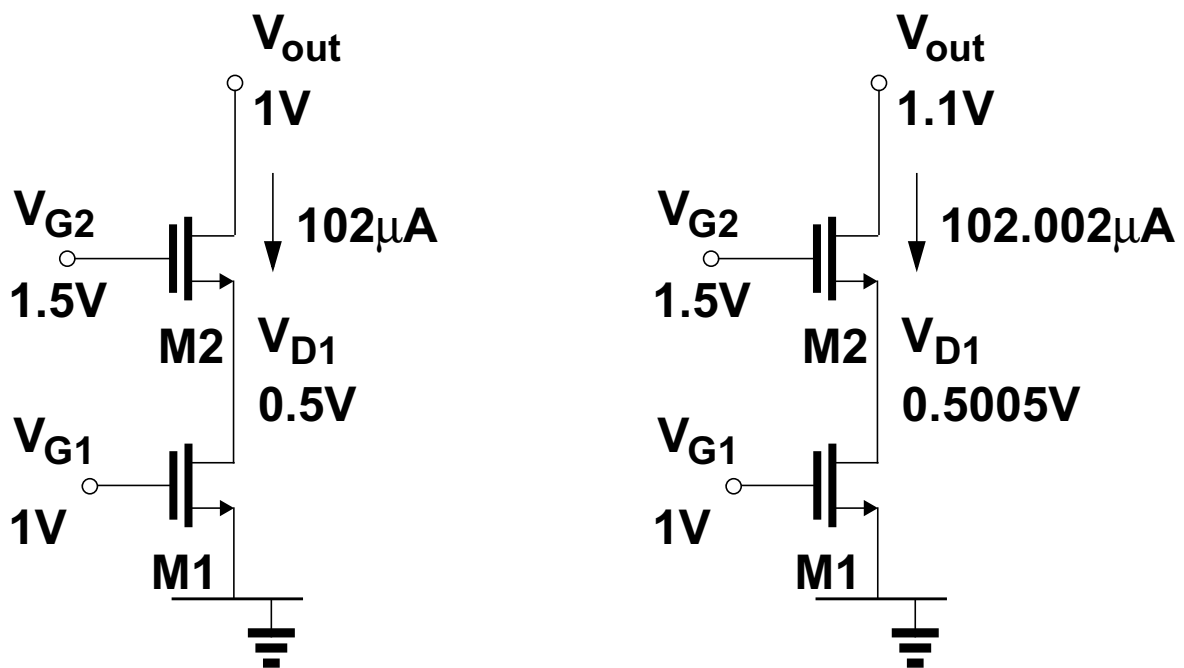 Vout
1V
VG2
1.5V
102μA
M2
VD1
0.5V
VG1
1V
M1
Vout
1.1V
VG2
1.5V
102.002μA
M2
VD1
0.5005V
VG1
1V
M1